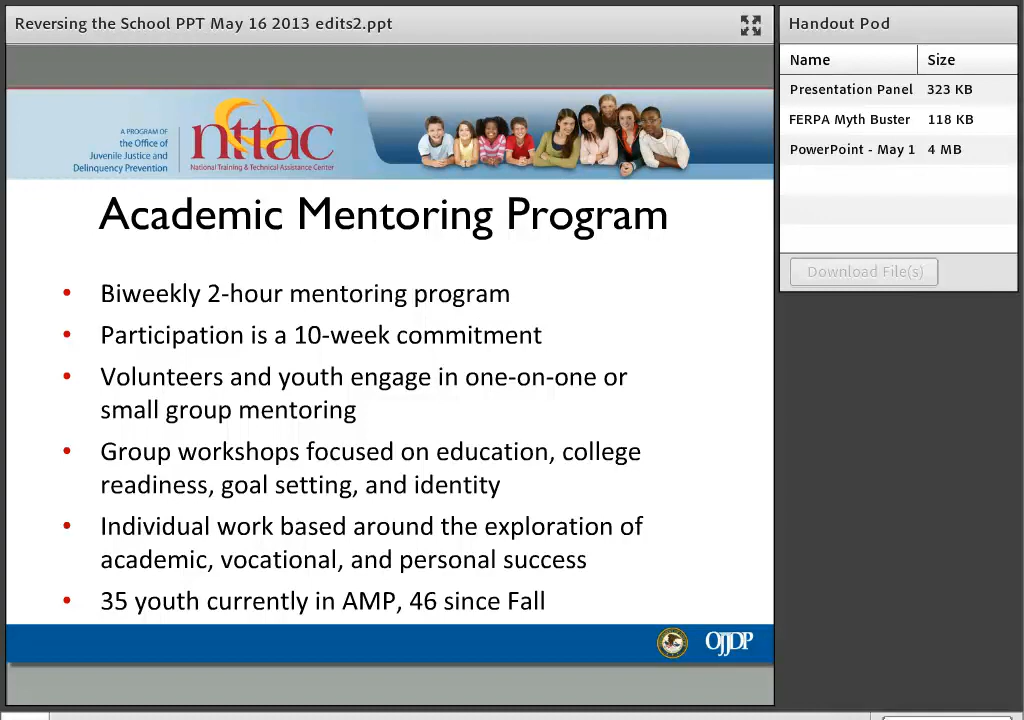 Reversing the School PPT May 16 2013 edits2.ppt
Handout Pod
Name Size
Presentation Panel 323 KB
FERPA Myth Buster 118 KB
PowerPoint - May 1 4 MB
Download File(s)
A PROGRAM OF
the Office of
Juvenile Justice and
Delinquency Prevention
nttac
National Training & Technical Assistance Center
Academic Mentoring Program
• Biweekly 2-hour mentoring program
• Participation is a 10-week commitment
• Volunteers and youth engage in one-on-one or
small group mentoring
• Group workshops focused on education, college
readiness, goal setting, and identity
• Individual work based around the exploration of
academic, vocational, and personal success
• 35 youth currently in AMP, 46 since Fall
OJJDP